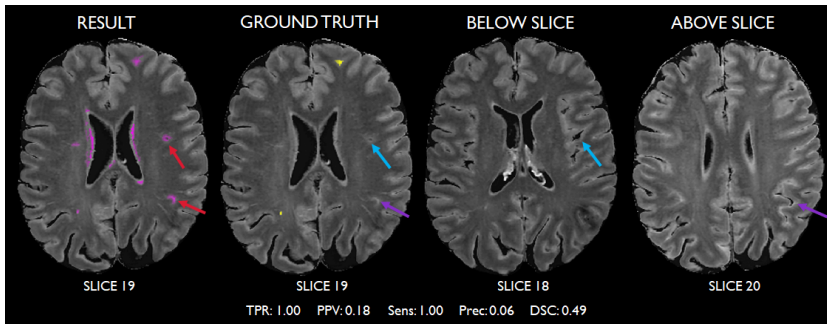 RESULT GROUND TRUTH BELOW SLICE ABOVE SLICE
SLICE 19 SLICE 19 SLICE 18 SLICE 20
TPR: 1.00 PPV: 0.18 Sens: 1.00 Prec: 0.06 DSC: 0.49